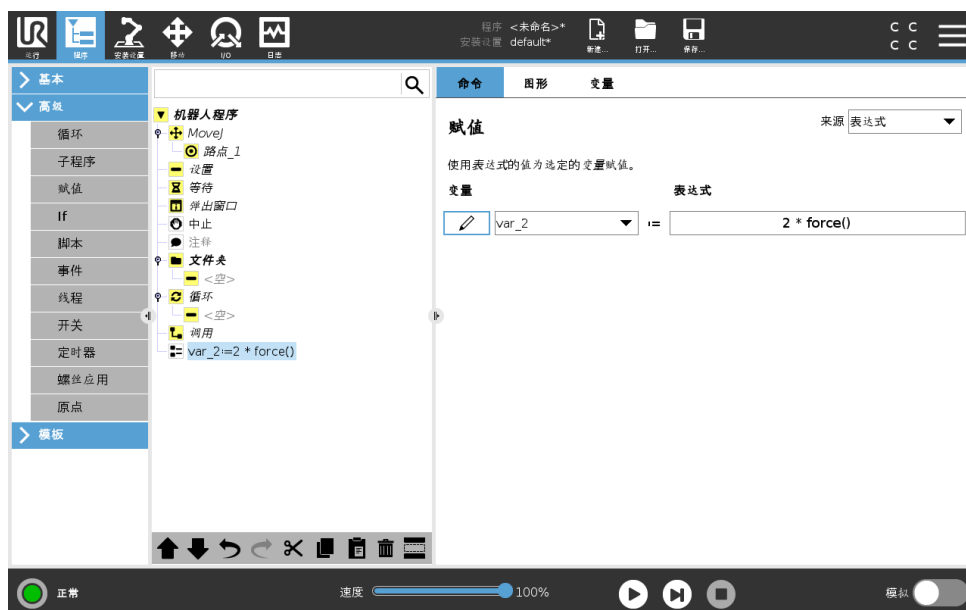 UR
运行
程序
安装设置
移动
I/O
日志
程序 <未命名>*
安装设置 default*
新建...
打开...
保存...
C C
C C
基本
高级
循环
子程序
赋值
If
脚本
事件
线程
开关
定时器
螺丝应用
原点
模板
机器人程序
MoveJ
路点_1
设置
等待
弹出窗口
中止
注释
文件夹
<空>
循环
<空>
调用
var_2:=2 * force()
命令 图形 变量
赋值
来源 表达式
使用表达式的值为选定的变量赋值。
变量 表达式
var_2 := 2 * force()
正常
速度 100%
模拟